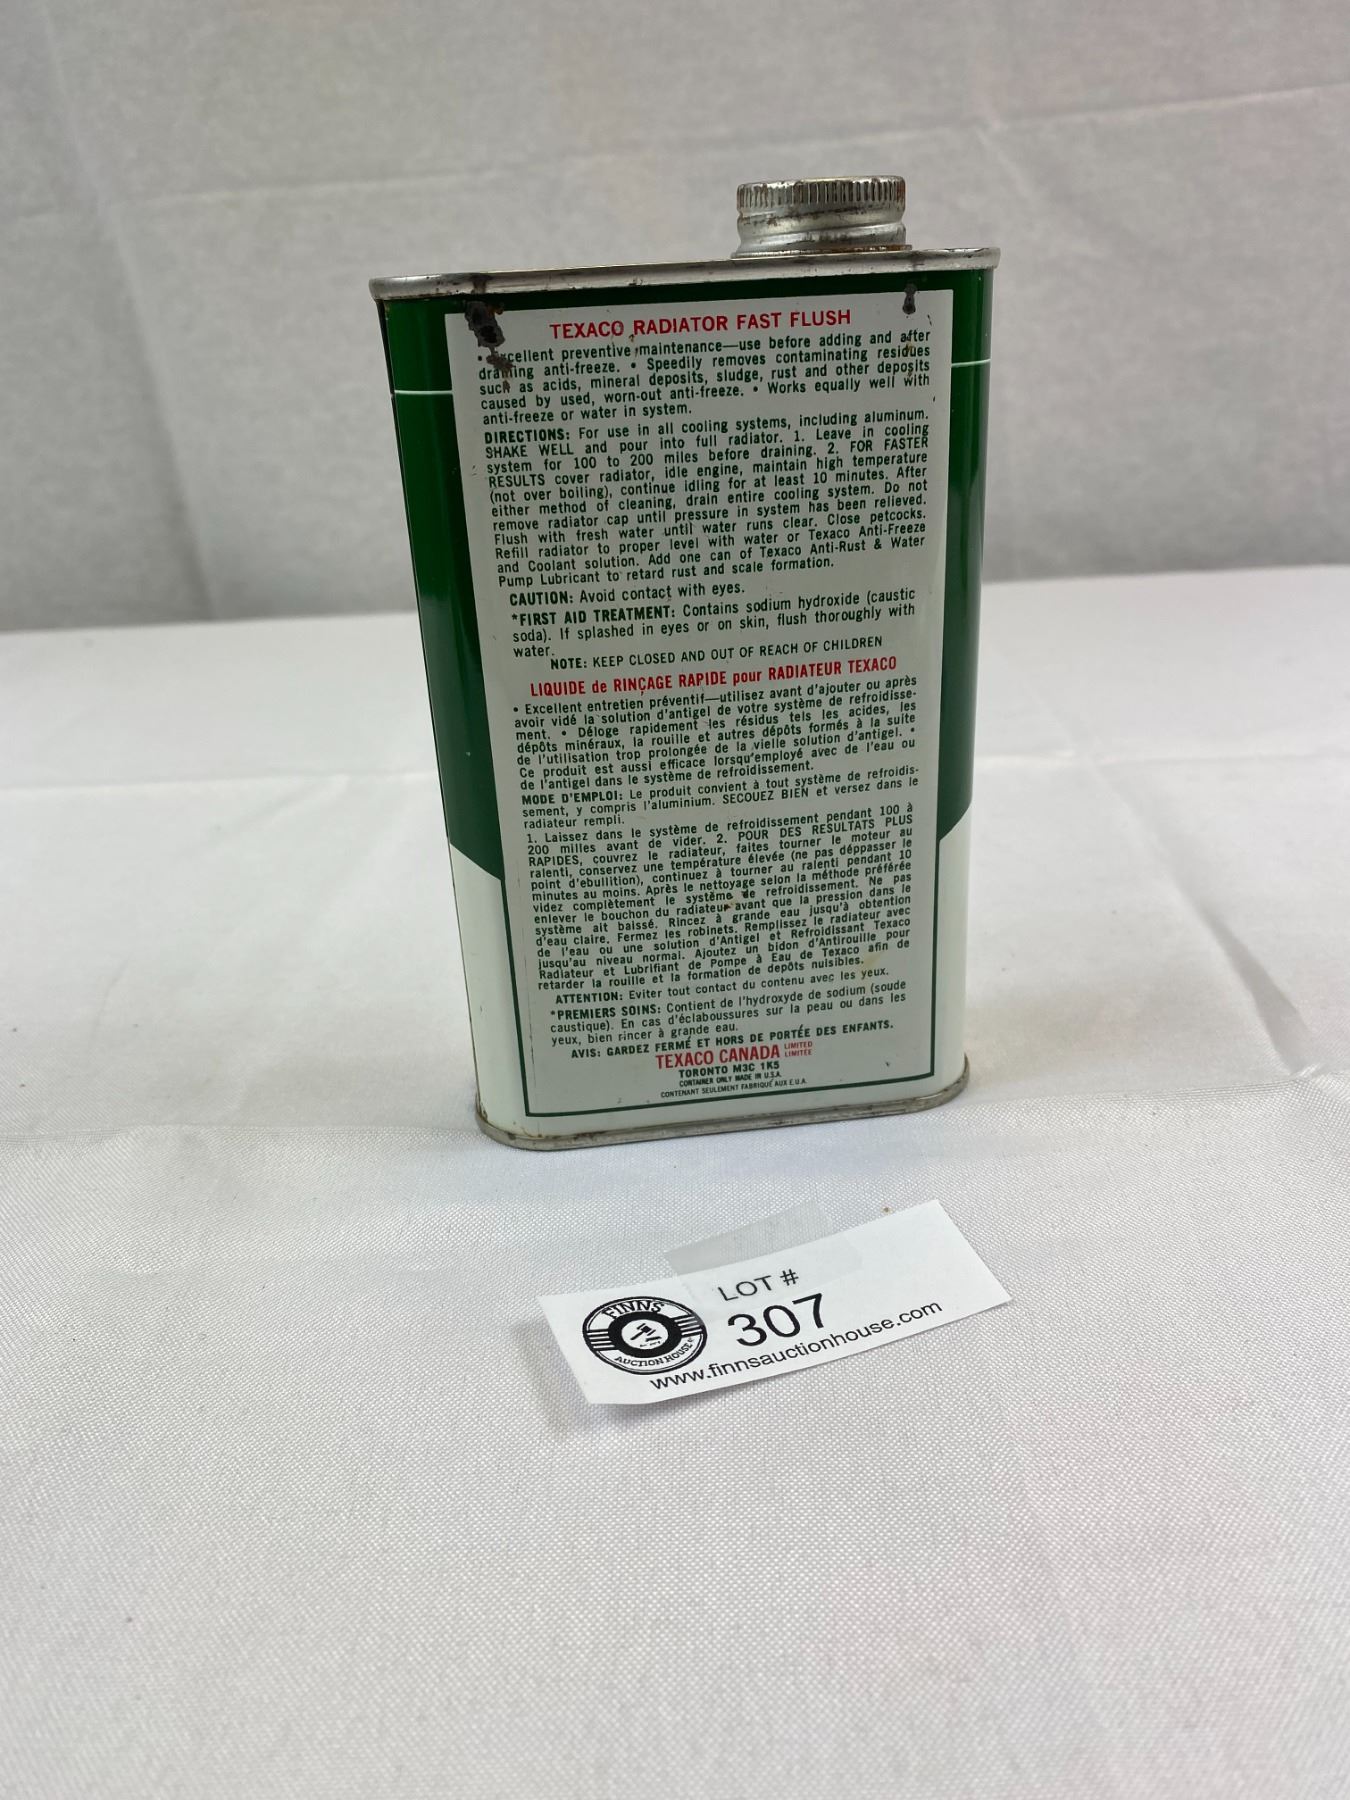 TEXACO RADIATOR FAST FLUSH
• Excellent preventive maintenance—use before adding and after
draining anti-freeze. • Speedily removes contaminating residues
such as acids, mineral deposits, sludge, rust and other deposits
caused by used, worn-out anti-freeze. • Works equally well with
anti-freeze or water in system.
DIRECTIONS: For use in all cooling systems, including aluminum.
SHAKE WELL and pour into full radiator. 1. Leave in cooling
system for 100 to 200 miles before draining. 2. FOR FASTER
RESULTS cover radiator, idle engine, maintain high temperature
(not over boiling), continue idling for at least 10 minutes. After
either method of cleaning, drain entire cooling system. Do not
remove radiator cap until pressure in system has been relieved.
Flush with fresh water until water runs clear. Close petcocks.
Refill radiator to proper level with water or Texaco Anti-Freeze
and Coolant solution. Add one can of Texaco Anti-Rust & Water
Pump Lubricant to retard rust and scale formation.
CAUTION: Avoid contact with eyes.
*FIRST AID TREATMENT: Contains sodium hydroxide (caustic
soda). If splashed in eyes or on skin, flush thoroughly with
water.
NOTE: KEEP CLOSED AND OUT OF REACH OF CHILDREN
LIQUIDE de RINÇAGE RAPIDE pour RADIATEUR TEXACO
• Excellent entretien préventif—utilisez avant d'ajouter ou après
avoir vidé la solution d'antigel de votre système de refroidisse-
ment. • Déloge rapidement les résidus tels les acides, les
dépôts minéraux, la rouille et autres dépôts formés à la suite
de l'utilisation trop prolongée de la vielle solution d'antigel. •
Ce produit est aussi efficace lorsqu'employé avec de l'eau ou
de l'antigel dans le système de refroidissement.
MODE D'EMPLOI: Le produit convient à tout système de refroidis-
sement, y compris l'aluminium. SECOUEZ BIEN et versez dans le
radiateur rempli.
1. Laissez dans le système de refroidissement pendant 100 à
200 milles avant de vider. 2. POUR DES RESULTATS PLUS
RAPIDES, couvrez le radiateur, faites tourner le moteur au
ralenti, conservez une température élevée (ne pas déppasser le
point d'ebullition), continuez à tourner au ralenti pendant 10
minutes au moins. Après le nettoyage selon la méthode préférée
videz complètement le système de refroidissement. Ne pas
enlever le bouchon du radiateur avant que la pression dans le
système ait baissé. Rincez à grande eau jusqu'à obtention
d'eau claire. Fermez les robinets. Remplissez le radiateur avec
de l'eau ou une solution d'Antigel et Refroidissant Texaco
jusqu'au niveau normal. Ajoutez un bidon d'Antirouille pour
Radiateur et Lubrifiant de Pompe à Eau de Texaco afin de
retarder la rouille et la formation de depôts nuisibles.
ATTENTION: Eviter tout contact du contenu avec les yeux.
*PREMIERS SOINS: Contient de l'hydroxyde de sodium (soude
caustique). En cas d'éclaboussures sur la peau ou dans les
yeux, bien rincer à grande eau.
AVIS: GARDEZ FERMÉ ET HORS DE PORTÉE DES ENFANTS.
TEXACO CANADA LIMITED
LIMITÉE
TORONTO M3C 1K5
CONTAINER ONLY MADE IN U.S.A.
CONTENANT SEULEMENT FABRIQUÉ AUX E.U.A.
LOT #
307
www.finnsauctionhouse.com
FINN'S
AUCTION HOUSE